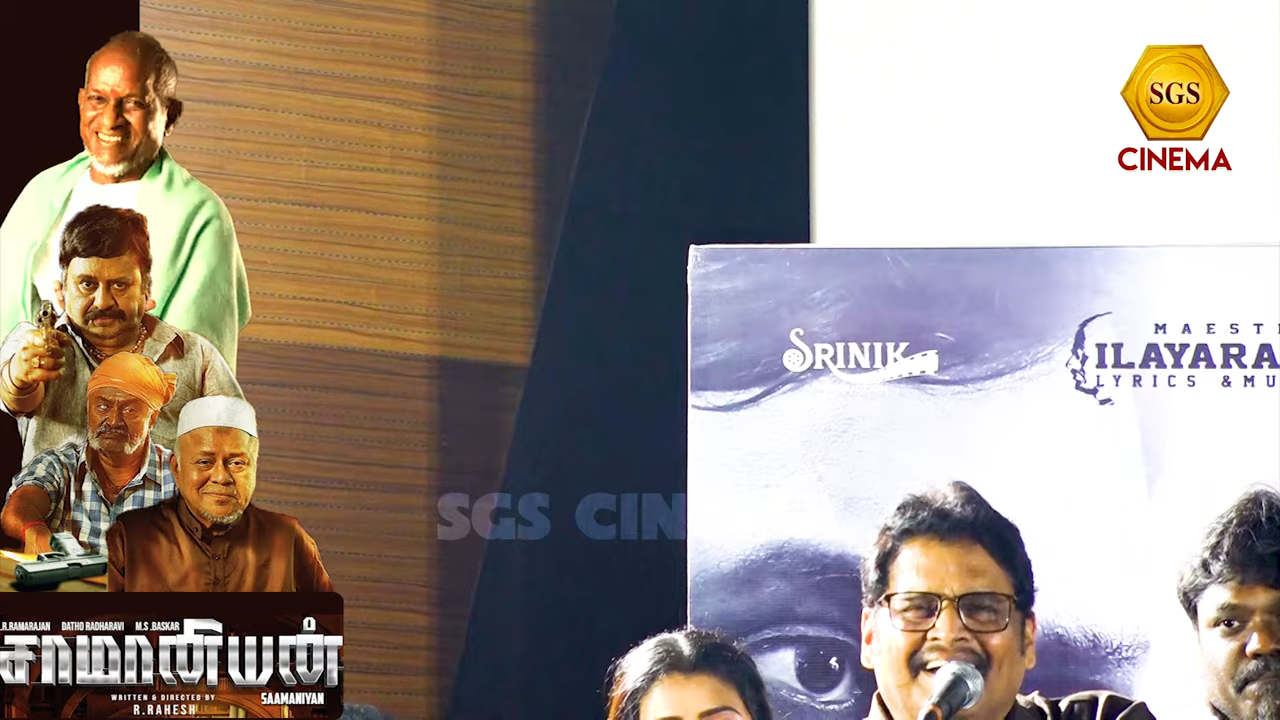 SGS
CINEMA
SRINIK
MAEST
ILAYARA
LYRICS & MU
SGS CIN
.R.RAMARAJAN DATHO RADHARAVI M.S.BASKAR
சாமானியன்
WRITTEN & DIRECTED BY
R.RAHESH
SAAMANIYAN